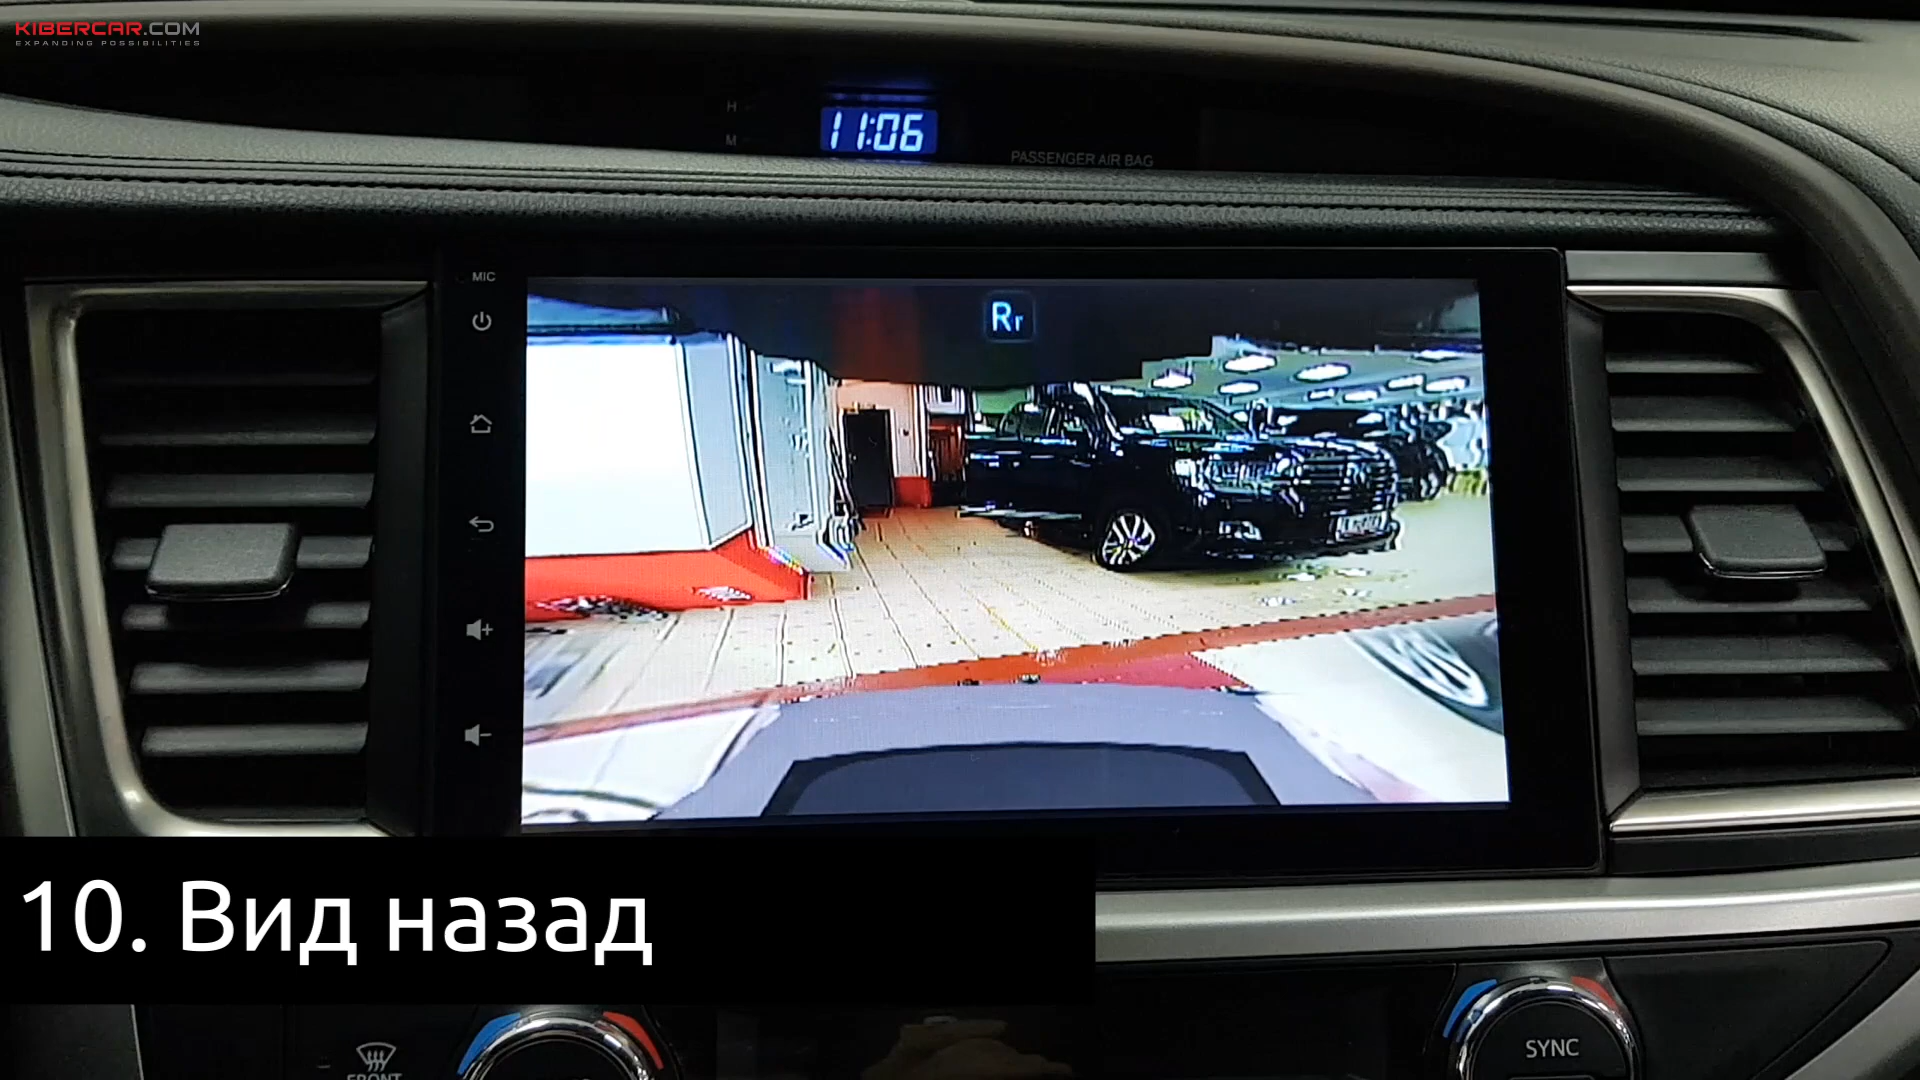 KIBERCAR.COM
EXPANDING POSSIBILITIES
H
11:06
M
PASSENGER AIR BAG
MIC
Rr
10. Вид назад
SYNC
FRONT